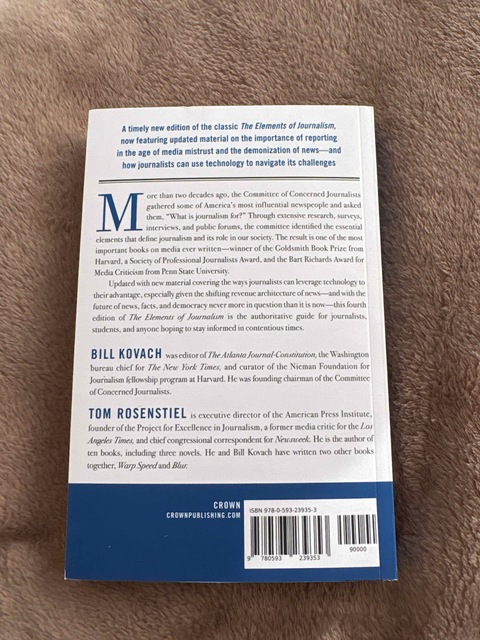 A timely new edition of the classic The Elements of Journalism,
now featuring updated material on the importance of reporting
in the age of media mistrust and the demonization of news—and
how journalists can use technology to navigate its challenges
More than two decades ago, the Committee of Concerned Journalists
gathered some of America's most influential newspeople and asked
them, "What is journalism for?" Through extensive research, surveys,
interviews, and public forums, the committee identified the essential
elements that define journalism and its role in our society. The result is one of the most
important books on media ever written—winner of the Goldsmith Book Prize from
Harvard, a Society of Professional Journalists Award, and the Bart Richards Award for
Media Criticism from Penn State University.
Updated with new material covering the ways journalists can leverage technology to
their advantage, especially given the shifting revenue architecture of news—and with the
future of news, facts, and democracy never more in question than it is now—this fourth
edition of The Elements of Journalism is the authoritative guide for journalists,
students, and anyone hoping to stay informed in contentious times.
BILL KOVACH was editor of The Atlanta Journal-Constitution, the Washington
bureau chief for The New York Times, and curator of the Nieman Foundation for
Journalism fellowship program at Harvard. He was founding chairman of the Committee
of Concerned Journalists.
TOM ROSENSTIEL is executive director of the American Press Institute,
founder of the Project for Excellence in Journalism, a former media critic for the Los
Angeles Times, and chief congressional correspondent for Newsweek. He is the author of
ten books, including three novels. He and Bill Kovach have written two other books
together, Warp Speed and Blur.
CROWN
CROWNPUBLISHING.COM
ISBN 978-0-593-23935-3
90000
9 780593 239353